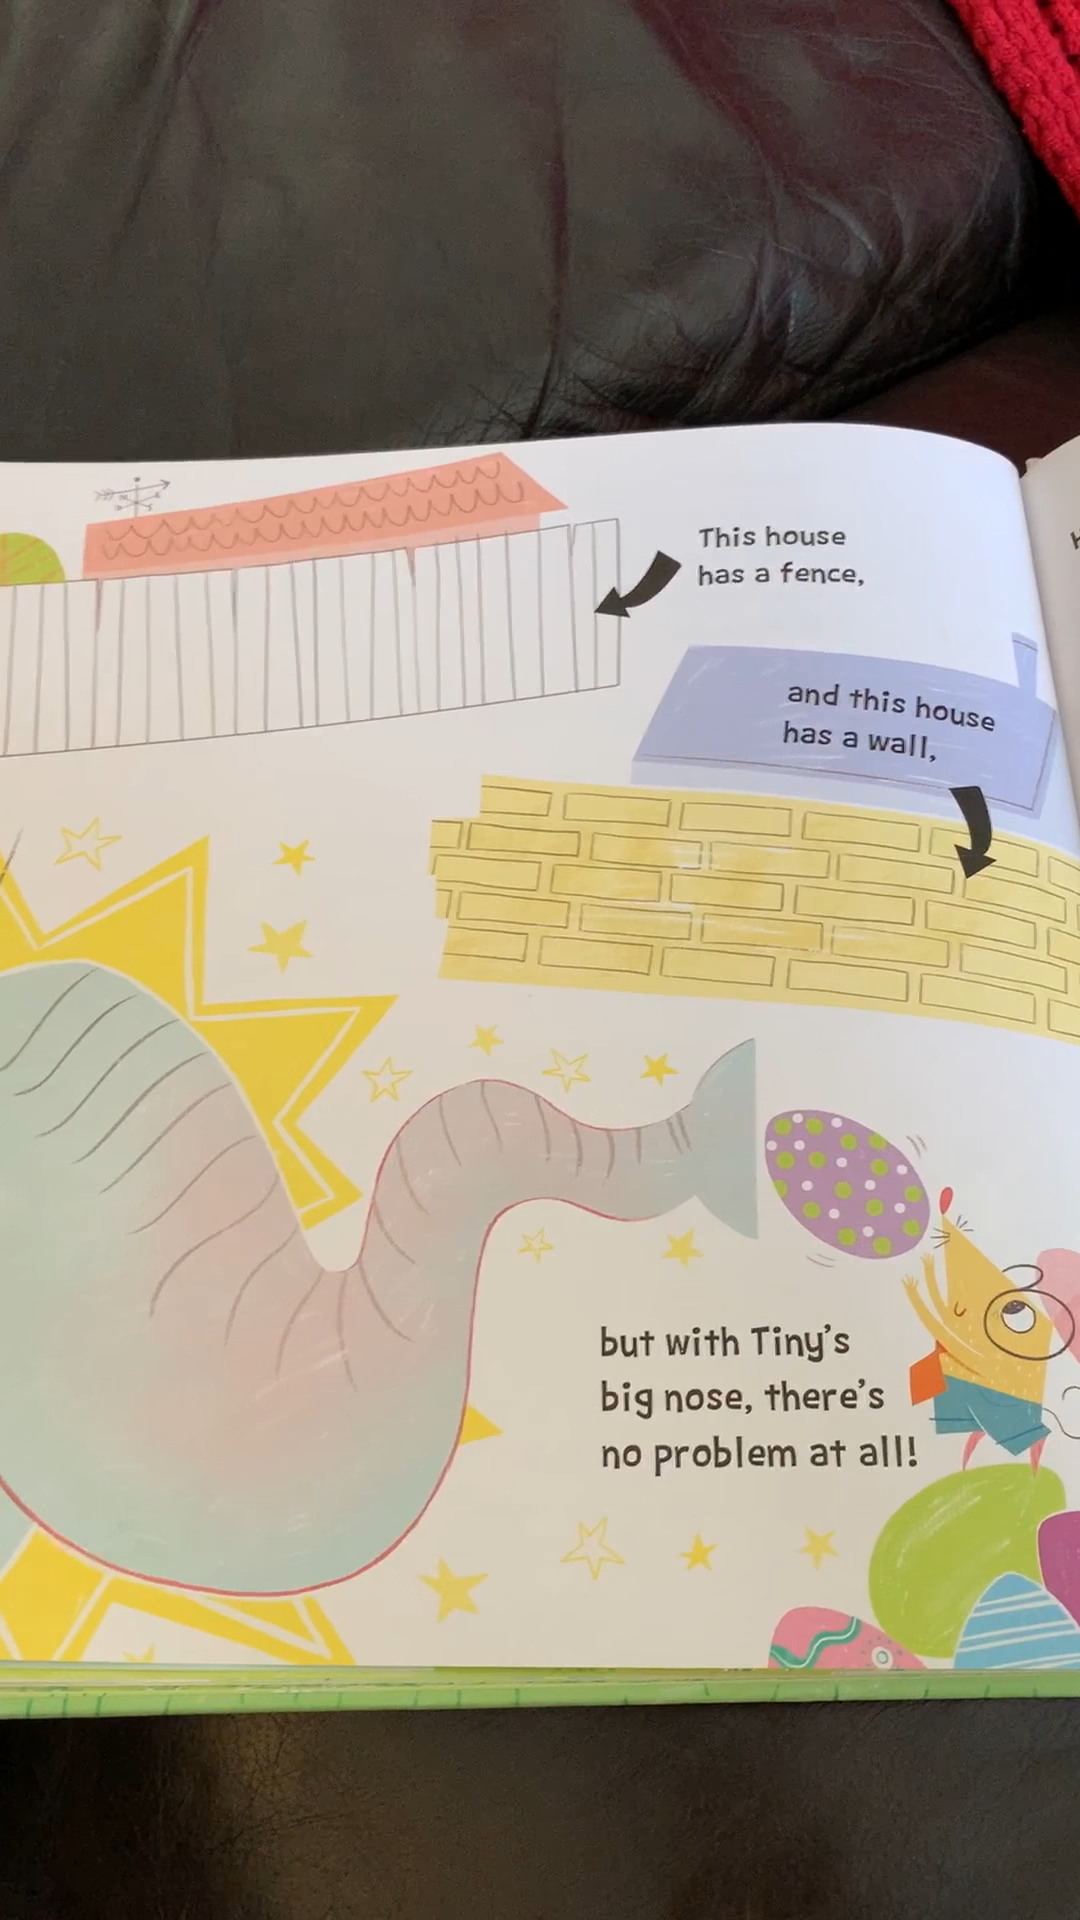 This house
has a fence,
and this house
has a wall,
but with Tiny's
big nose, there's
no problem at all!